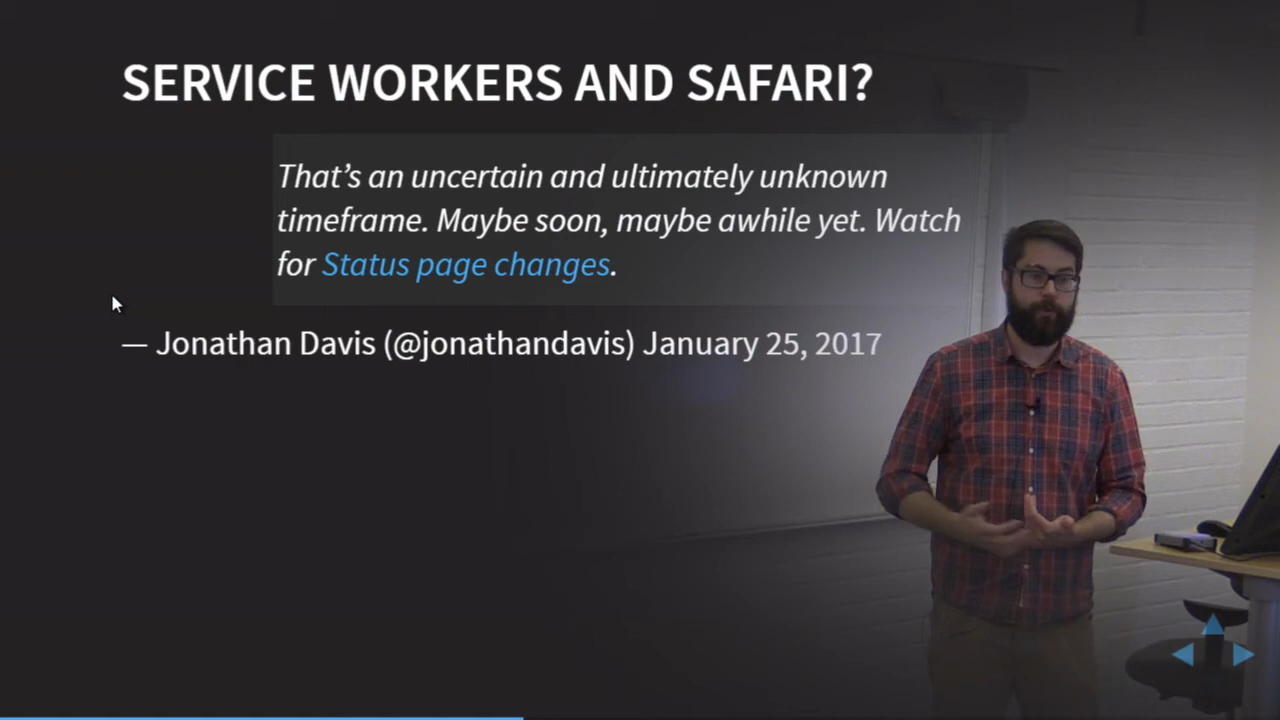 SERVICE WORKERS AND SAFARI?
That’s an uncertain and ultimately unknown
timeframe. Maybe soon, maybe awhile yet. Watch
for Status page changes.
— Jonathan Davis (@jonathandavis) January 25, 2017